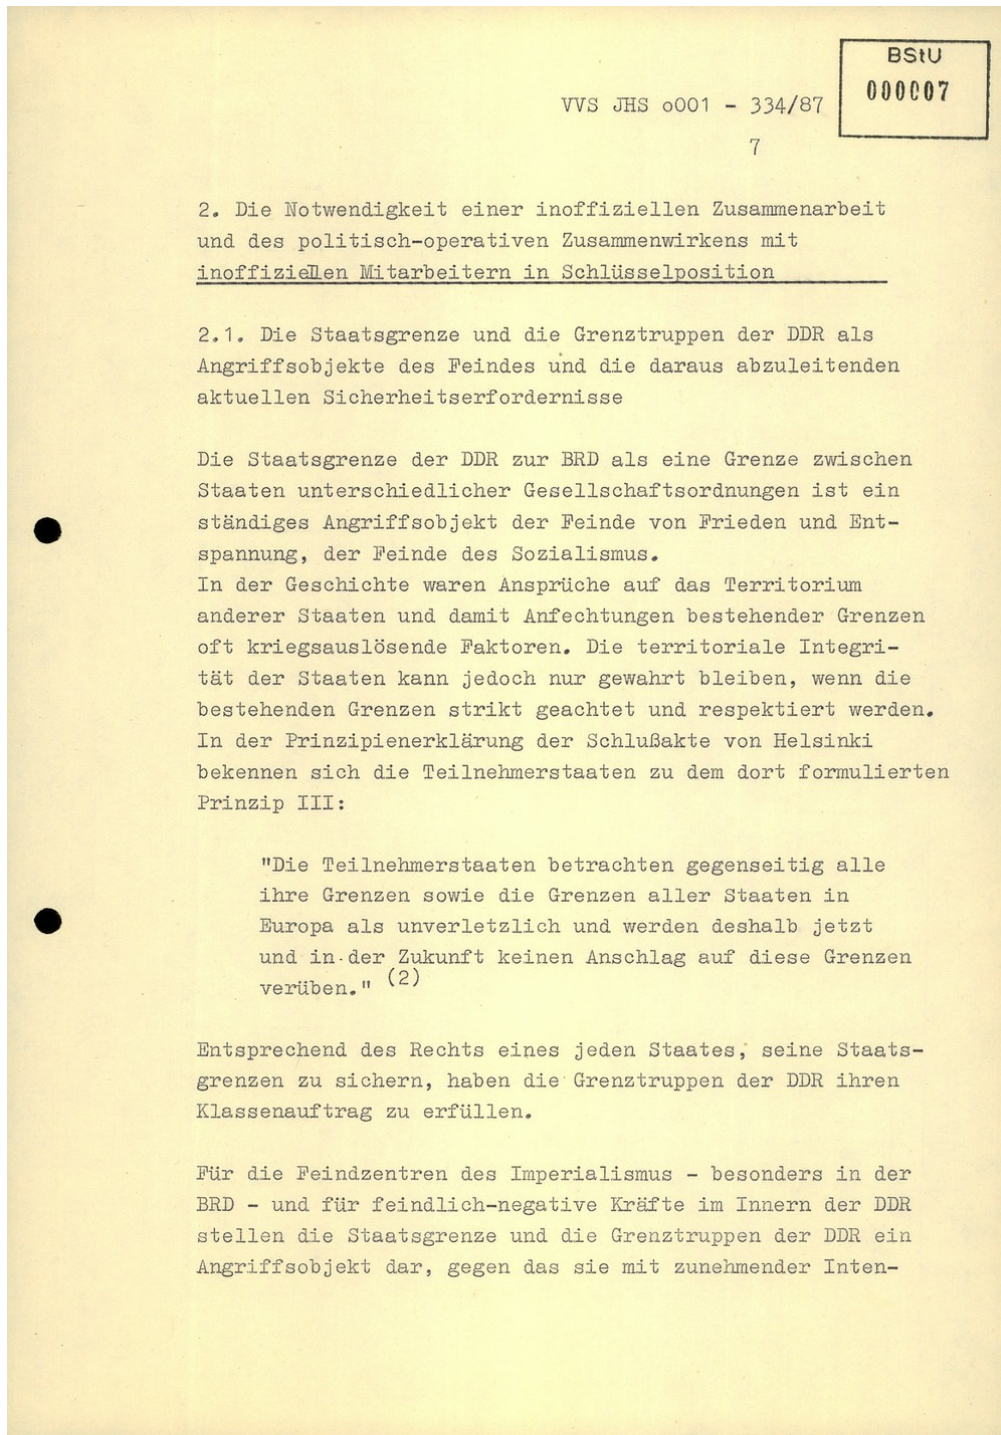 BStU
000007
VVS JHS o001 - 334/87
7
2. Die Notwendigkeit einer inoffiziellen Zusammenarbeit
und des politisch-operativen Zusammenwirkens mit
inoffiziellen Mitarbeitern in Schlüsselposition
2.1. Die Staatsgrenze und die Grenztruppen der DDR als
Angriffsobjekte des Feindes und die daraus abzuleitenden
aktuellen Sicherheitserfordernisse
Die Staatsgrenze der DDR zur BRD als eine Grenze zwischen
Staaten unterschiedlicher Gesellschaftsordnungen ist ein
ständiges Angriffsobjekt der Feinde von Frieden und Ent-
spannung, der Feinde des Sozialismus.
In der Geschichte waren Ansprüche auf das Territorium
anderer Staaten und damit Anfechtungen bestehender Grenzen
oft kriegsauslösende Faktoren. Die territoriale Integri-
tät der Staaten kann jedoch nur gewahrt bleiben, wenn die
bestehenden Grenzen strikt geachtet und respektiert werden.
In der Prinzipienerklärung der Schlußakte von Helsinki
bekennen sich die Teilnehmerstaaten zu dem dort formulierten
Prinzip III:
"Die Teilnehmerstaaten betrachten gegenseitig alle
ihre Grenzen sowie die Grenzen aller Staaten in
Europa als unverletzlich und werden deshalb jetzt
und in der Zukunft keinen Anschlag auf diese Grenzen
verüben." (2)
Entsprechend des Rechts eines jeden Staates, seine Staats-
grenzen zu sichern, haben die Grenztruppen der DDR ihren
Klassenauftrag zu erfüllen.
Für die Feindzentren des Imperialismus - besonders in der
BRD - und für feindlich-negative Kräfte im Innern der DDR
stellen die Staatsgrenze und die Grenztruppen der DDR ein
Angriffsobjekt dar, gegen das sie mit zunehmender Inten-